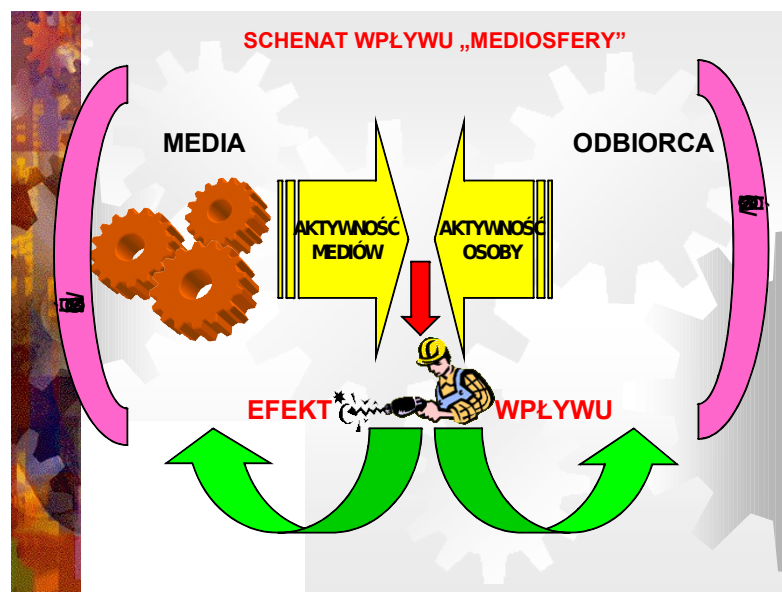 SCHENAT WPŁYWU „MEDIOSFERY”
MEDIA
ODBIORCA
AKTYWNOŚĆ
MEDIÓW
AKTYWNOŚĆ
OSOBY
EFEKT
WPŁYWU